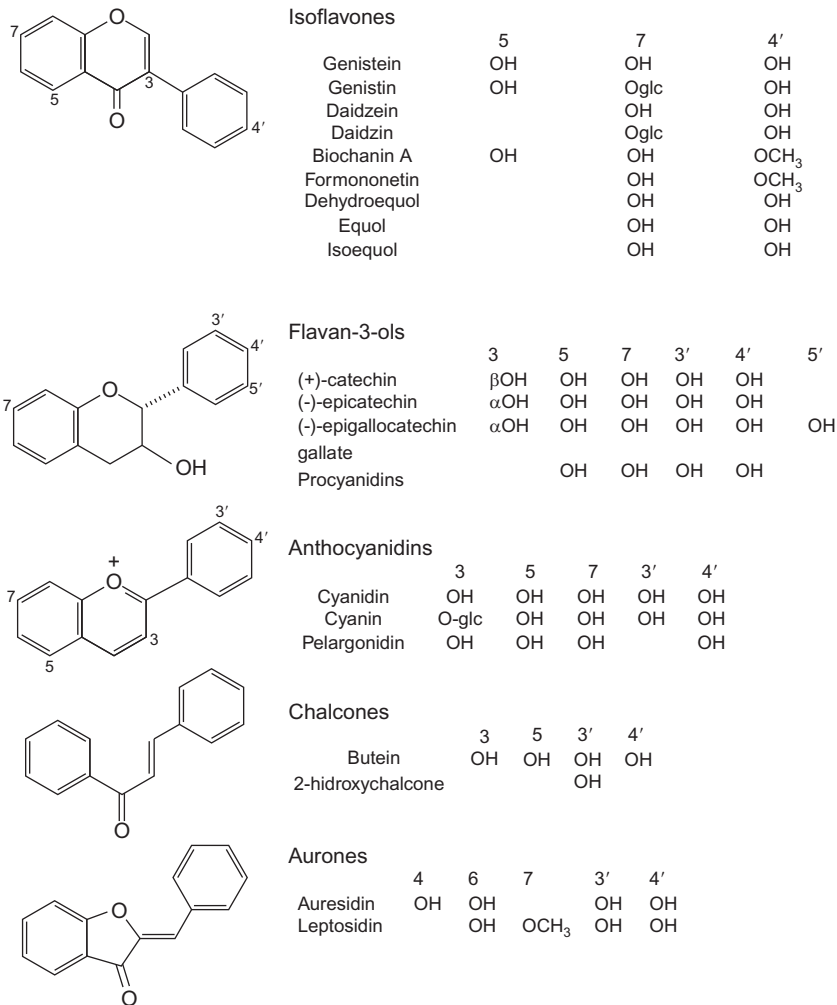 Isoflavones
5 7 4′
Genistein OH OH OH
Genistin OH Oglc OH
Daidzein OH OH
Daidzin Oglc OH
Biochanin A OH OH OCH3
Formononetin OH OCH3
Dehydroequol OH OH
Equol OH OH
Isoequol OH OH
7
O
3
5
O
4′
Flavan-3-ols
3 5 7 3′ 4′ 5′
(+)-catechin βOH OH OH OH OH
(-)-epicatechin αOH OH OH OH OH
(-)-epigallocatechin αOH OH OH OH OH OH
gallate
Procyanidins OH OH OH OH
3′
4′
5′
O
7
OH
Anthocyanidins
3 5 7 3′ 4′
Cyanidin OH OH OH OH OH
Cyanin O-glc OH OH OH OH
Pelargonidin OH OH OH OH
3′
4′
+
O
7
3
5
Chalcones
3 5 3′ 4′
Butein OH OH OH OH
2-hidroxychalcone OH
O
Aurones
4 6 7 3′ 4′
Auresidin OH OH OH OH
Leptosidin OH OCH3 OH OH
O
O